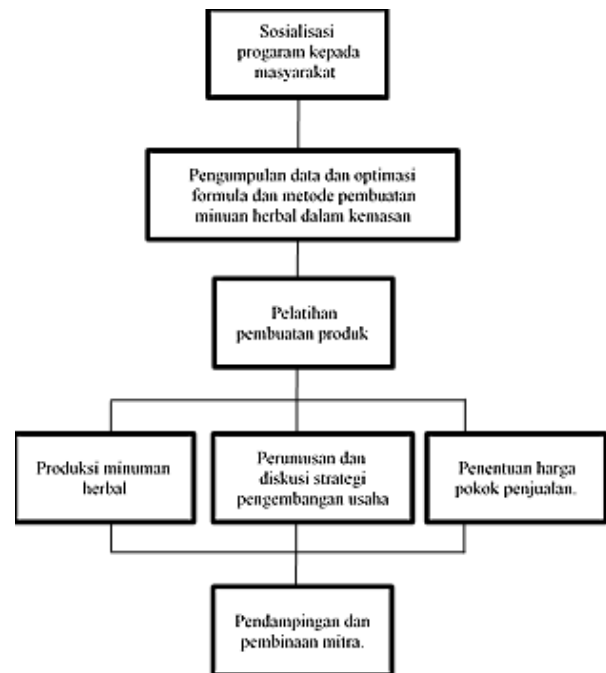 Sosialisasi
progaram kepada
masyarakat
Pengumpulan data dan optimasi
formula dan metode pembuatan
minuan herbal dalam kemasan
Pelatihan
pembuatan produk
Produksi minuman
herbal
Perumusan dan
diskusi strategi
pengembangan usaha
Penentuan harga
pokok penjualan.
Pendampingan dan
pembinaan mitra.